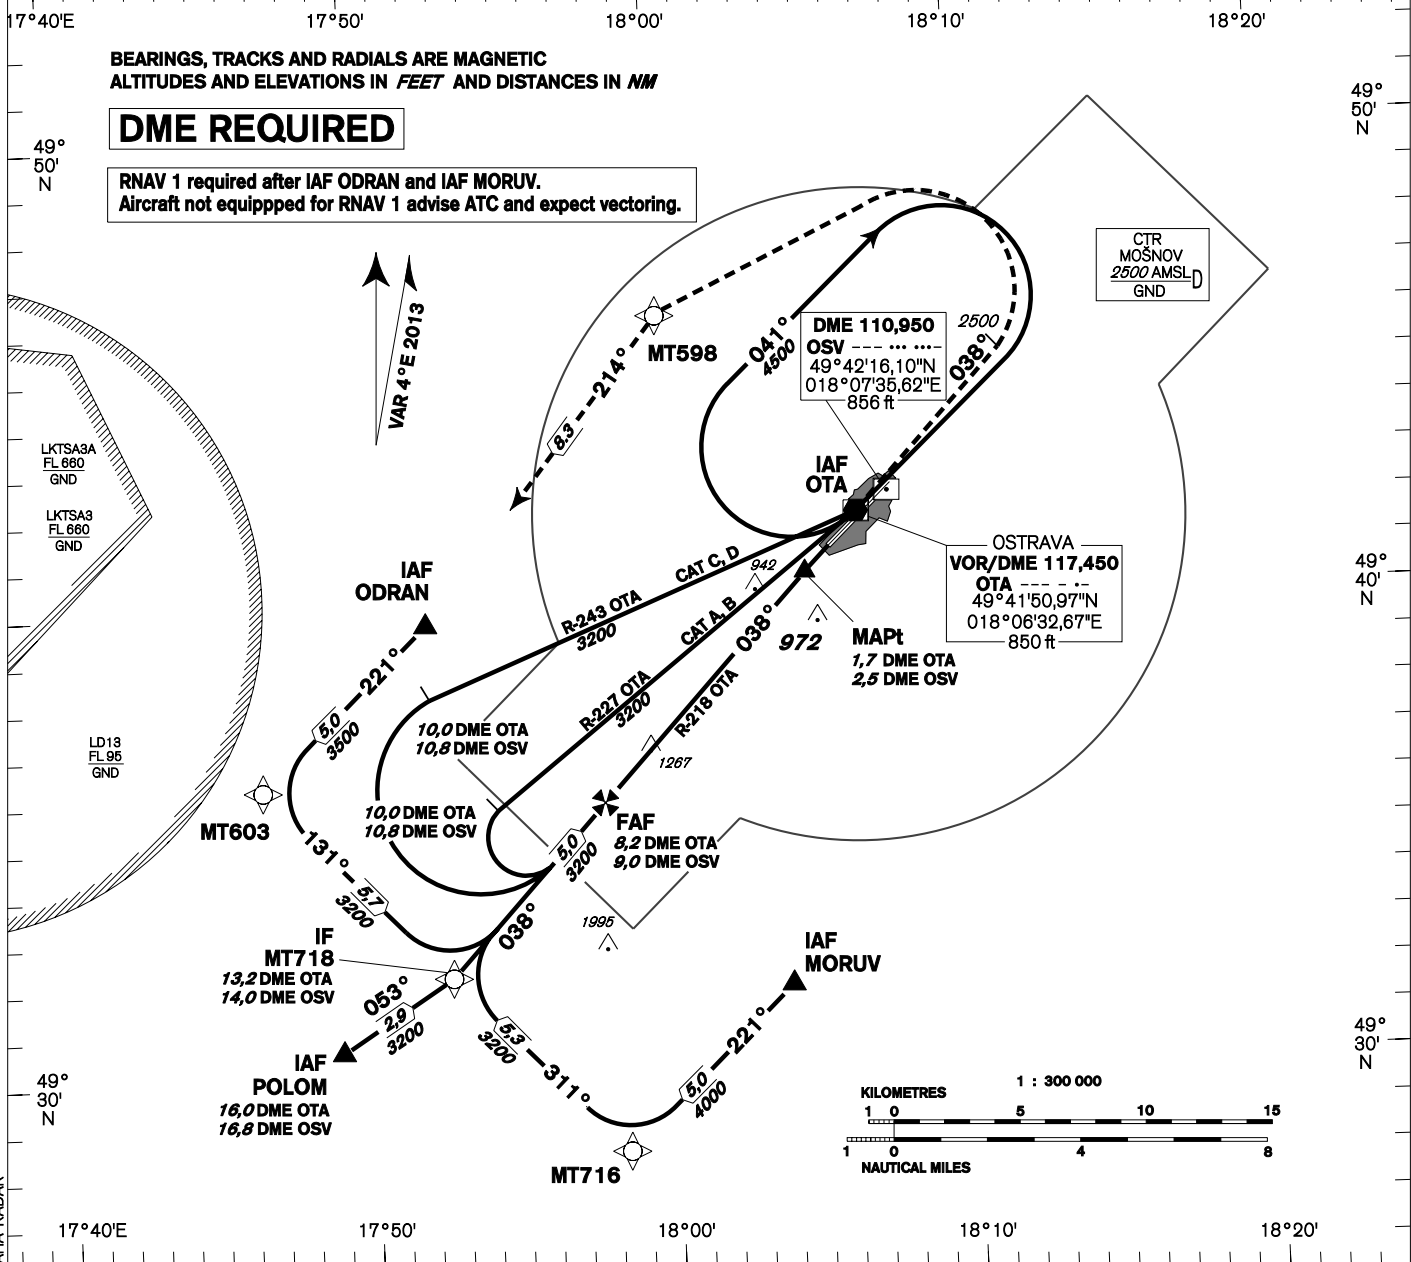 17°40'E
17°50'
18°00'
18°10'
18°20'
BEARINGS, TRACKS AND RADIALS ARE MAGNETIC
ALTITUDES AND ELEVATIONS IN FEET AND DISTANCES IN NM
DME REQUIRED
49°
50'
N
49°
50'
N
RNAV 1 required after IAF ODRAN and IAF MORUV.
Aircraft not equippped for RNAV 1 advise ATC and expect vectoring.
VAR 4°E 2013
CTR
MOŠNOV
2500 AMSL
GND
D
MT598
214°
8.3
041°
4500
2500
038°
DME 110,950
OSV --- ··· ···-
49°42'16,10"N
018°07'35,62"E
856 ft
LKTSA3A
FL 660
GND
LKTSA3
FL 660
GND
IAF
OTA
OSTRAVA
VOR/DME 117,450
OTA --- - ·-
49°41'50,97"N
018°06'32,67"E
850 ft
49°
40'
N
IAF
ODRAN
CAT C, D
R-243 OTA
3200
942
CAT A, B
R-227 OTA
3200
038°
R-218 OTA
972
MAPt
1,7 DME OTA
2,5 DME OSV
221°
5,0
3500
10,0 DME OTA
10,8 DME OSV
1267
LD13
FL 95
GND
MT603
10,0 DME OTA
10,8 DME OSV
FAF
8,2 DME OTA
9,0 DME OSV
131°
5,7
3200
5,0
3200
038°
1995
IF
MT718
13,2 DME OTA
14,0 DME OSV
IAF
MORUV
053°
2,9
3200
IAF
POLOM
16,0 DME OTA
16,8 DME OSV
5,3
3200
311°
221°
5,0
4000
MT716
49°
30'
N
49°
30'
N
1 : 300 000
KILOMETRES
1 0 5 10 15
1 0 4 8
NAUTICAL MILES
17°40'E
17°50'
18°00'
18°10'
18°20'